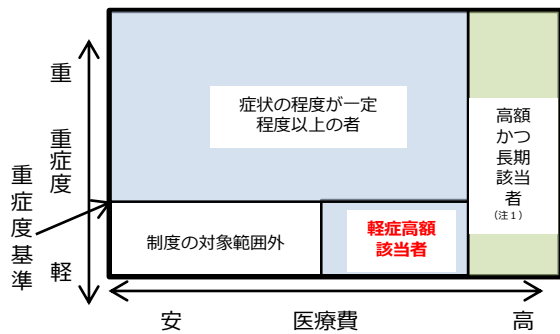 重
重症度
軽
重症度基準
症状の程度が一定
程度以上の者
高額
かつ
長期
該当
者
(注1)
制度の対象範囲外
軽症高額
該当者
安
医療費
高